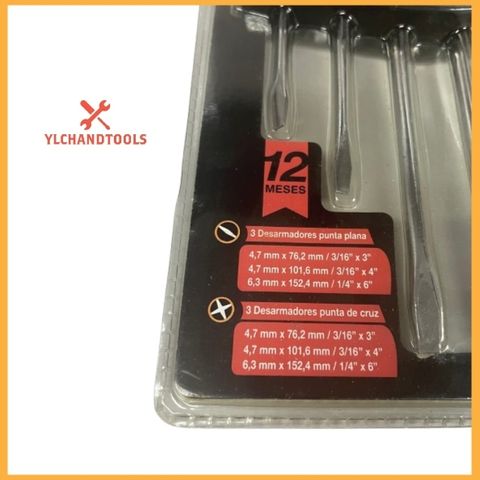 YLCHANDTOOLS
12
MESES
3 Desarmadores punta plana
4,7 mm x 76,2 mm / 3/16" x 3"
4,7 mm x 101,6 mm / 3/16" x 4"
6,3 mm x 152,4 mm / 1/4" x 6"
3 Desarmadores punta de cruz
4,7 mm x 76,2 mm / 3/16" x 3"
4,7 mm x 101,6 mm / 3/16" x 4"
6,3 mm x 152,4 mm / 1/4" x 6"